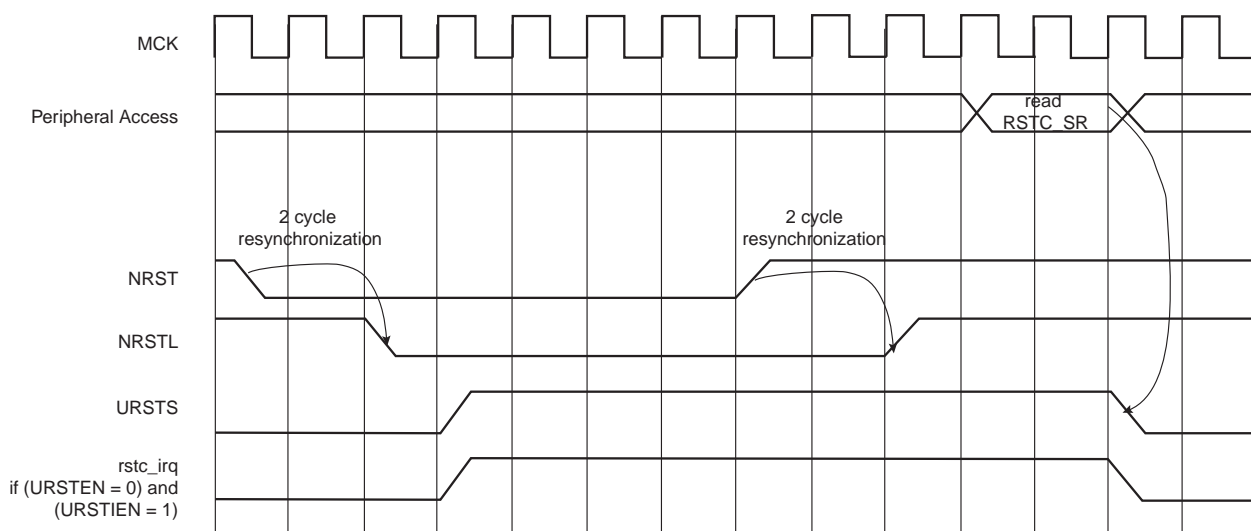 MCK
Peripheral Access
read
RSTC_SR
2 cycle
resynchronization
2 cycle
resynchronization
NRST
NRSTL
URSTS
rstc_irq
if (URSTEN = 0) and
(URSTIEN = 1)